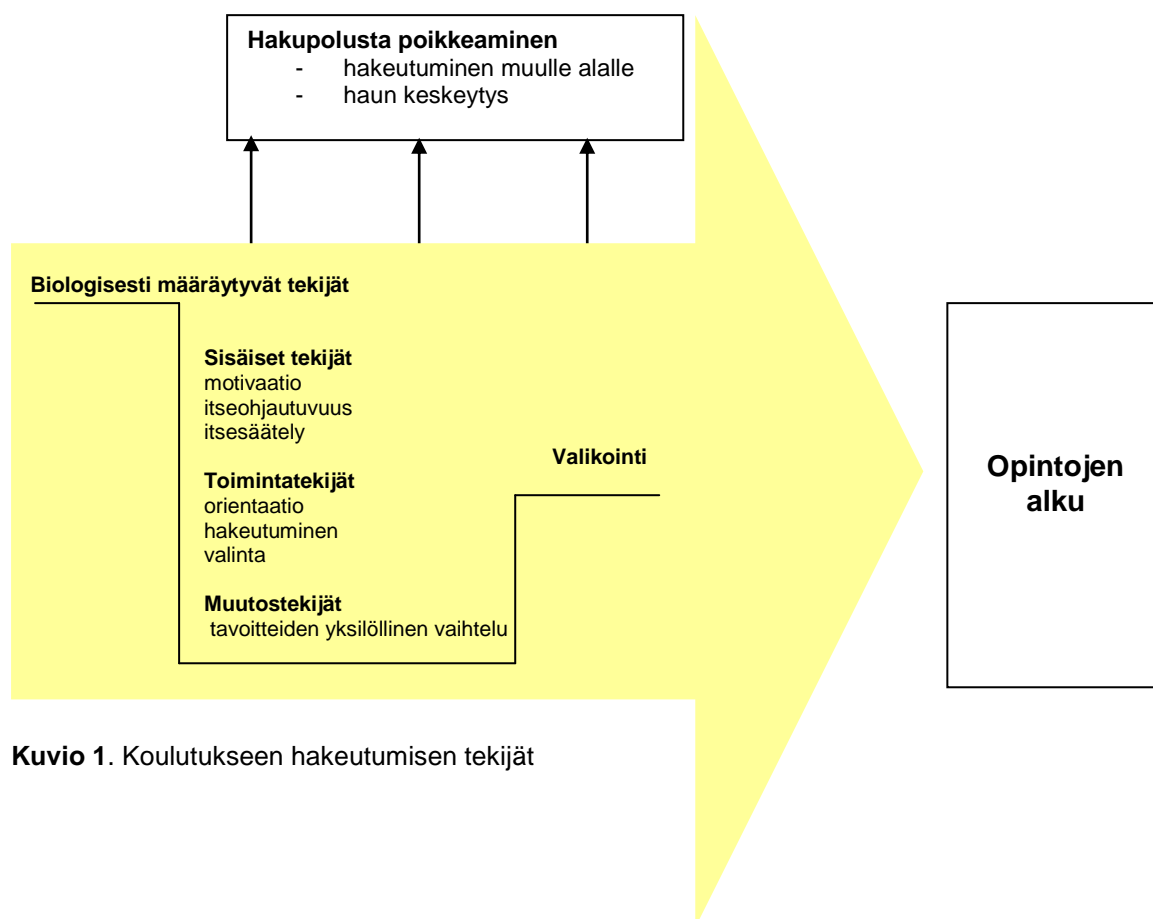 Hakupolusta poikkeaminen
- hakeutuminen muulle alalle
- haun keskeytys
Biologisesti määräytyvät tekijät
Sisäiset tekijät
motivaatio
itseohjautuvuus
itsesäätely
Toimintatekijät
orientaatio
hakeutuminen
valinta
Muutostekijät
tavoitteiden yksilöllinen vaihtelu
Valikointi
Opintojen
alku
Kuvio 1. Koulutukseen hakeutumisen tekijät